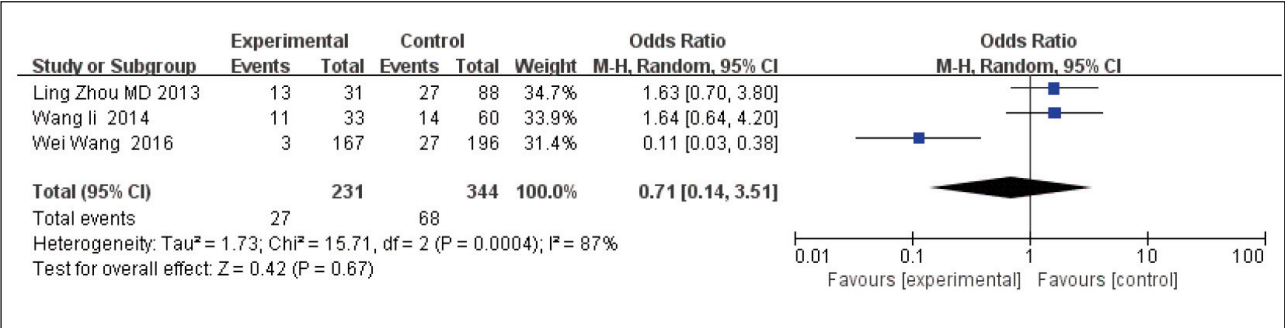 Experimental Control Odds Ratio Odds Ratio
Study or Subgroup Events Total Events Total Weight M-H, Random, 95% CI M-H, Random, 95% CI
Ling Zhou MD 2013 13 31 27 88 34.7% 1.63 [0.70, 3.80]
Wang li 2014 11 33 14 60 33.9% 1.64 [0.64, 4.20]
Wei Wang 2016 3 167 27 196 31.4% 0.11 [0.03, 0.38]
Total (95% CI) 231 344 100.0% 0.71 [0.14, 3.51]
Total events 27 68
Heterogeneity: Tau² = 1.73; Chi² = 15.71, df = 2 (P = 0.0004); I² = 87%
Test for overall effect: Z = 0.42 (P = 0.67)
0.01 0.1 1 10 100
Favours [experimental] Favours [control]